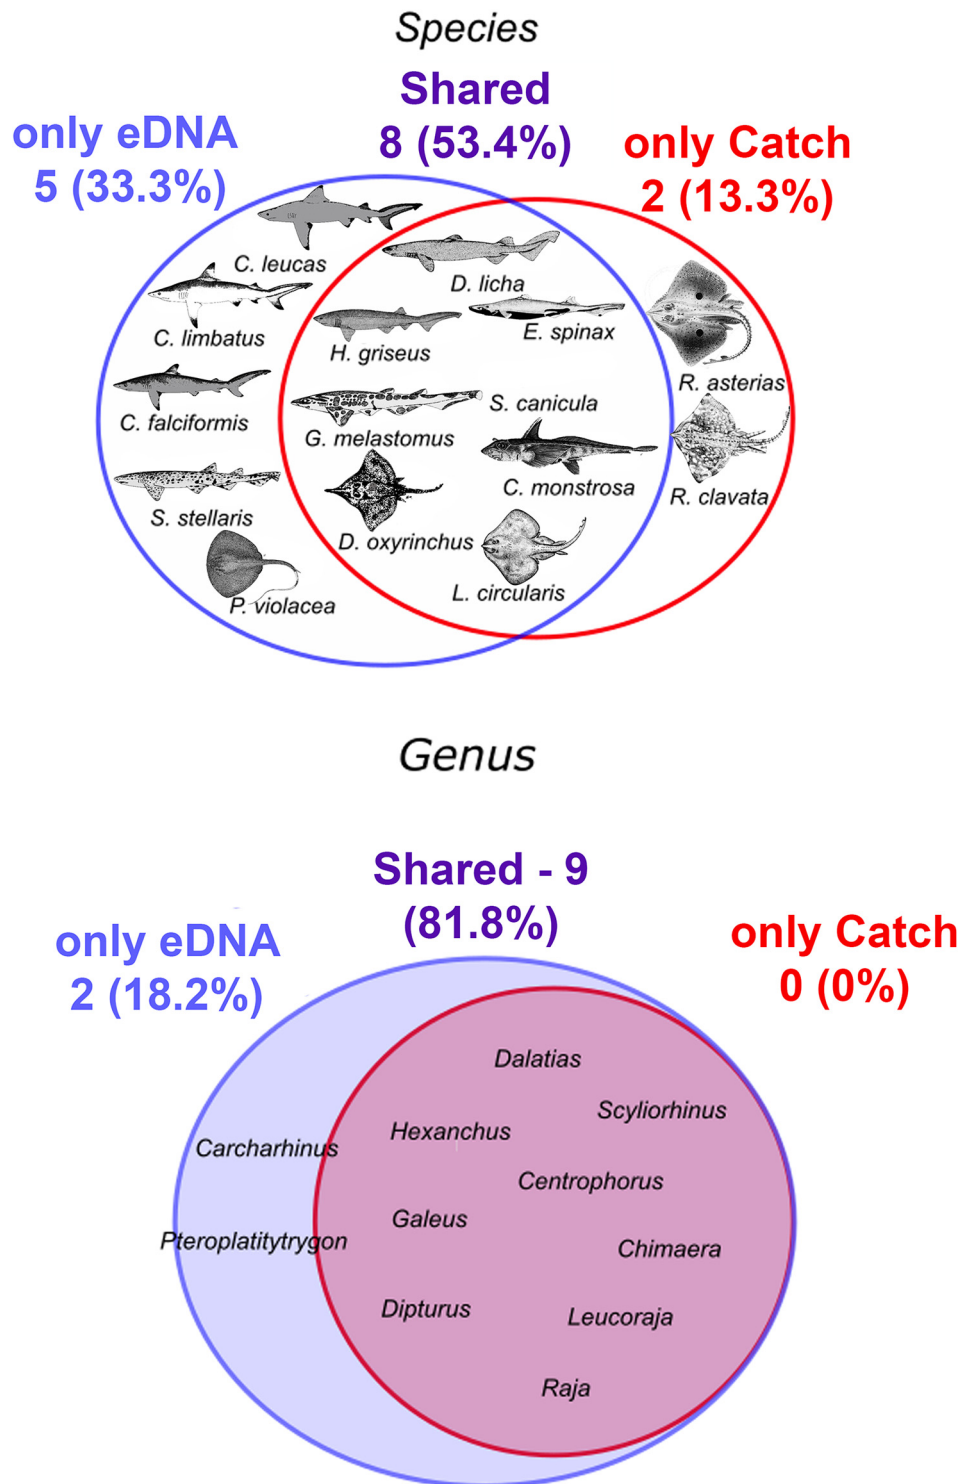 Species
Shared
8 (53.4%)
only eDNA
5 (33.3%)
only Catch
2 (13.3%)
C. leucas
D. licha
C. limbatus
E. spinax
H. griseus
R. asterias
C. falciformis
S. canicula
G. melastomus
C. monstrosa
R. clavata
S. stellaris
D. oxyrinchus
L. circularis
P. violacea
Genus
Shared - 9
(81.8%)
only eDNA
2 (18.2%)
only Catch
0 (0%)
Dalatias
Scyliorhinus
Hexanchus
Carcharhinus
Centrophorus
Galeus
Pteroplatitytrygon
Chimaera
Dipturus
Leucoraja
Raja